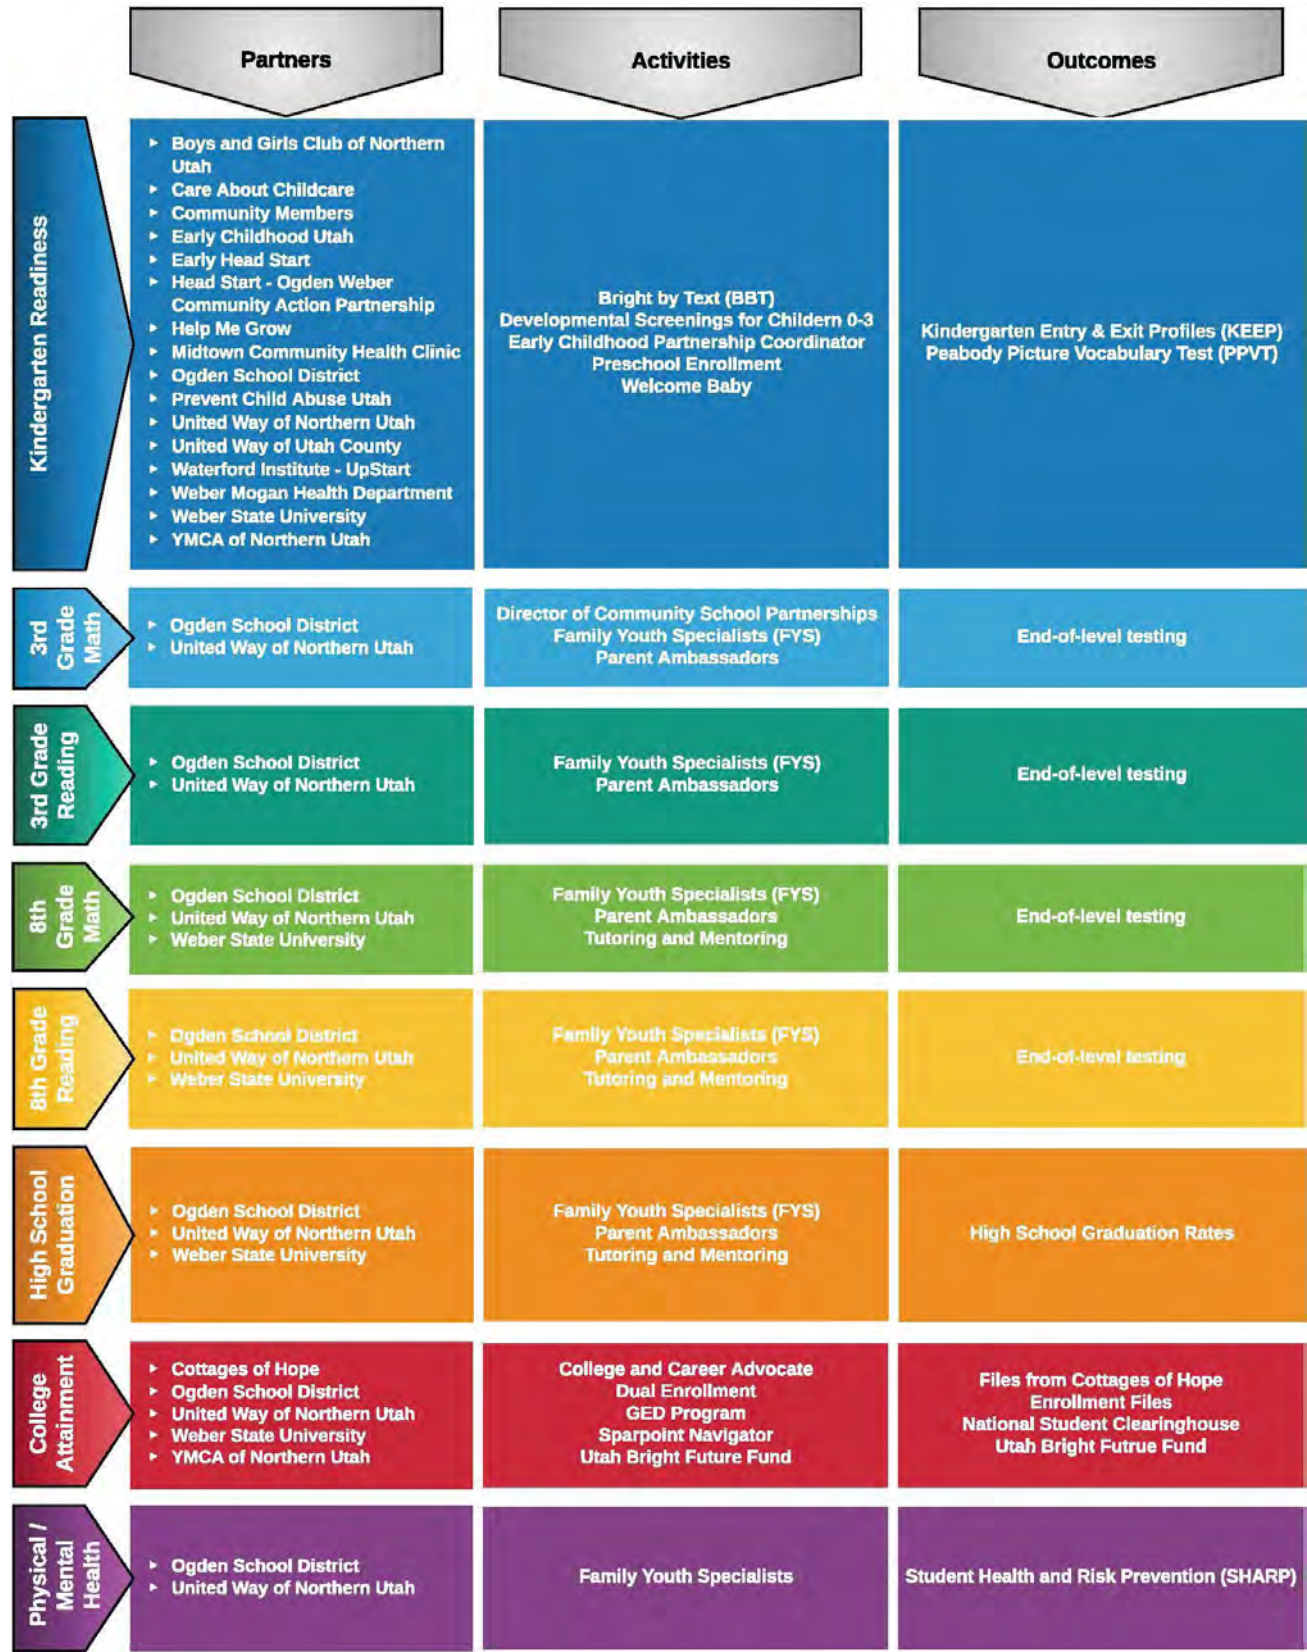 Partners
Activities
Outcomes
Kindergarten Readiness
► Boys and Girls Club of Northern
Utah
► Care About Childcare
► Community Members
► Early Childhood Utah
► Early Head Start
► Head Start - Ogden Weber
Community Action Partnership
► Help Me Grow
► Midtown Community Health Clinic
► Ogden School District
► Prevent Child Abuse Utah
► United Way of Northern Utah
► United Way of Utah County
► Waterford Institute - UpStart
► Weber Mogan Health Department
► Weber State University
► YMCA of Northern Utah
Bright by Text (BBT)
Developmental Screenings for Childern 0-3
Early Childhood Partnership Coordinator
Preschool Enrollment
Welcome Baby
Kindergarten Entry & Exit Profiles (KEEP)
Peabody Picture Vocabulary Test (PPVT)
3rd
Grade
Math
► Ogden School District
► United Way of Northern Utah
Director of Community School Partnerships
Family Youth Specialists (FYS)
Parent Ambassadors
End-of-level testing
3rd Grade
Reading
► Ogden School District
► United Way of Northern Utah
Family Youth Specialists (FYS)
Parent Ambassadors
End-of-level testing
8th
Grade
Math
► Ogden School District
► United Way of Northern Utah
► Weber State University
Family Youth Specialists (FYS)
Parent Ambassadors
Tutoring and Mentoring
End-of-level testing
8th Grade
Reading
► Ogden School District
► United Way of Northern Utah
► Weber State University
Family Youth Specialists (FYS)
Parent Ambassadors
Tutoring and Mentoring
End-of-level testing
High School
Graduation
► Ogden School District
► United Way of Northern Utah
► Weber State University
Family Youth Specialists (FYS)
Parent Ambassadors
Tutoring and Mentoring
High School Graduation Rates
College
Attainment
► Cottages of Hope
► Ogden School District
► United Way of Northern Utah
► Weber State University
► YMCA of Northern Utah
College and Career Advocate
Dual Enrollment
GED Program
Sparpoint Navigator
Utah Bright Future Fund
Files from Cottages of Hope
Enrollment Files
National Student Clearinghouse
Utah Bright Futrue Fund
Physical /
Mental
Health
► Ogden School District
► United Way of Northern Utah
Family Youth Specialists
Student Health and Risk Prevention (SHARP)